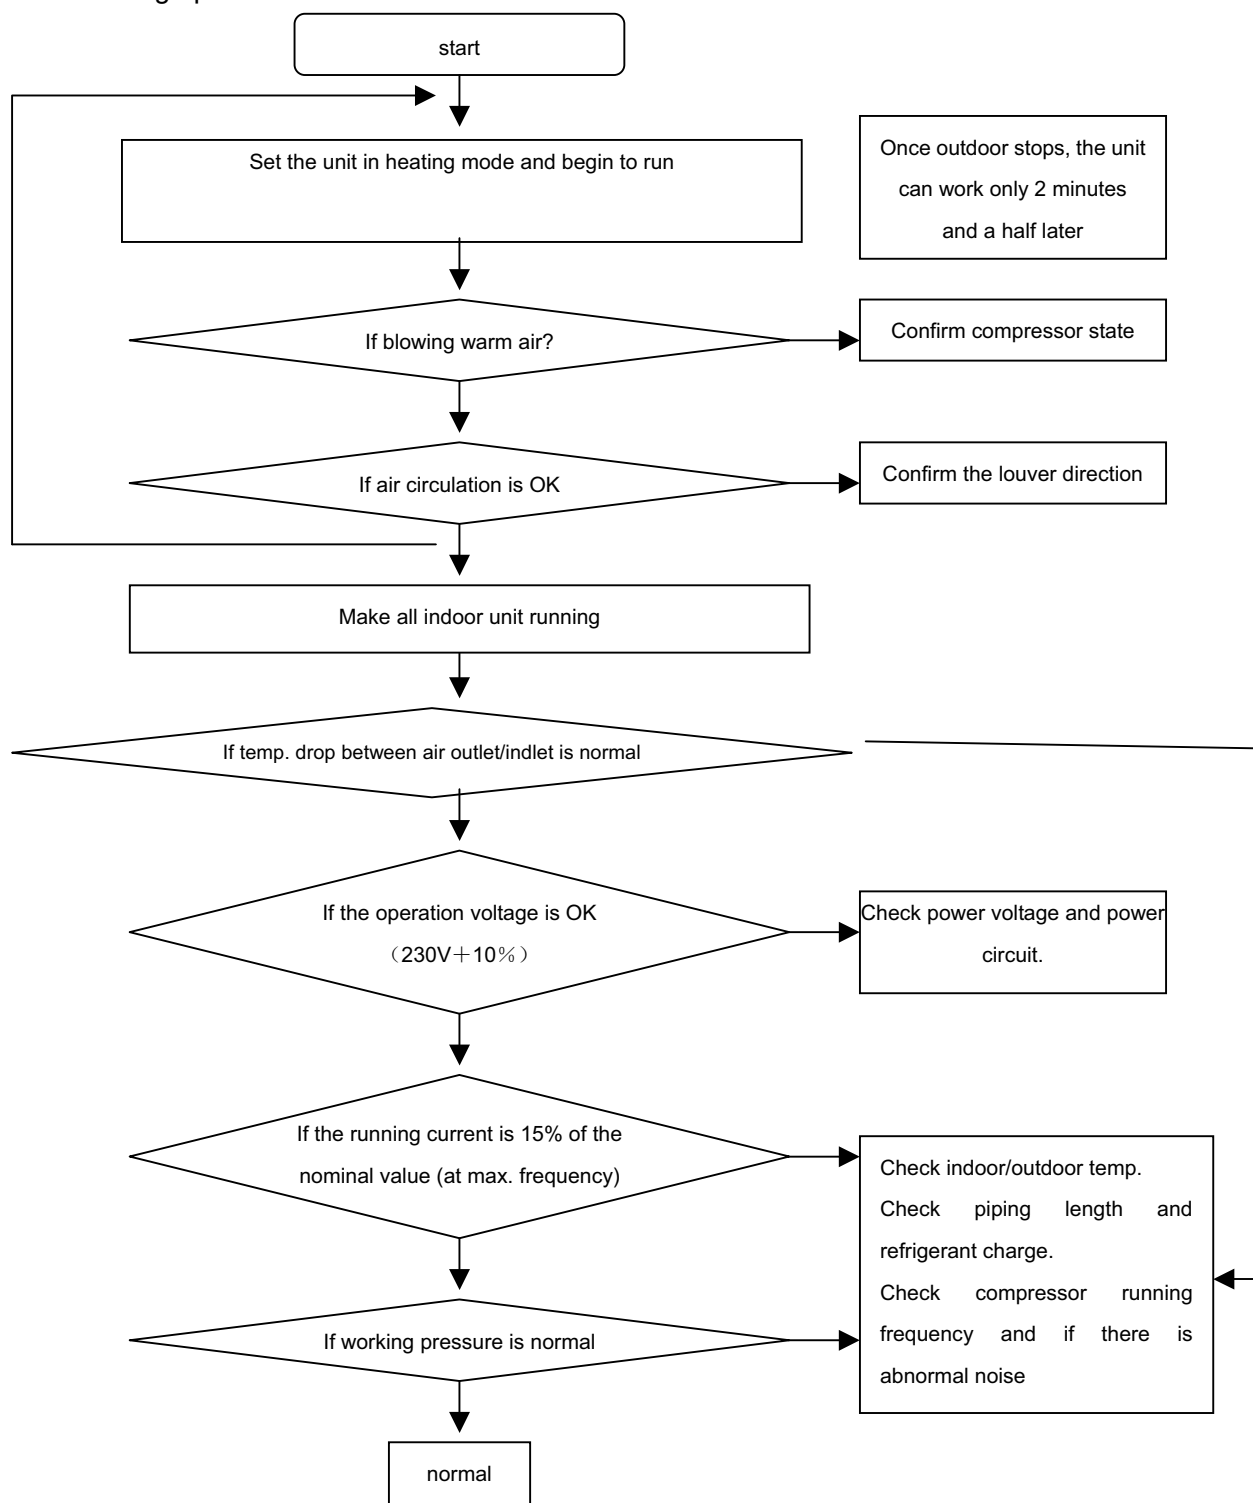 start
Set the unit in heating mode and begin to run
Once outdoor stops, the unit
can work only 2 minutes
and a half later
If blowing warm air?
Confirm compressor state
If air circulation is OK
Confirm the louver direction
Make all indoor unit running
If temp. drop between air outlet/indlet is normal
If the operation voltage is OK
（230V＋10%）
Check power voltage and power
circuit.
If the running current is 15% of the
nominal value (at max. frequency)
Check indoor/outdoor temp.
Check piping length and
refrigerant charge.
Check compressor running
frequency and if there is
abnormal noise
If working pressure is normal
normal